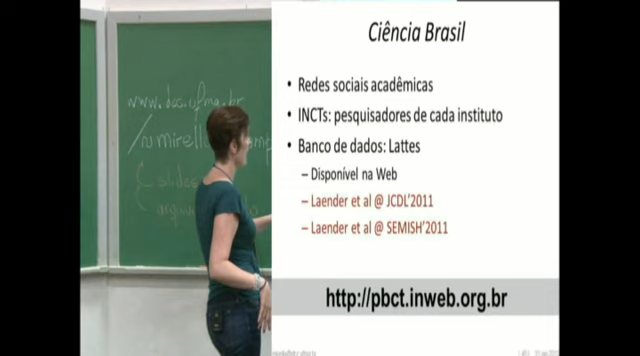 Ciência Brasil
• Redes sociais acadêmicas
• INCTs: pesquisadores de cada instituto
• Banco de dados: Lattes
– Disponível na Web
– Laender et al @ JCDL'2011
– Laender et al @ SEMISH'2011
http://pbct.inweb.org.br
www.dcc.ufmg.br
/~mirella
slides